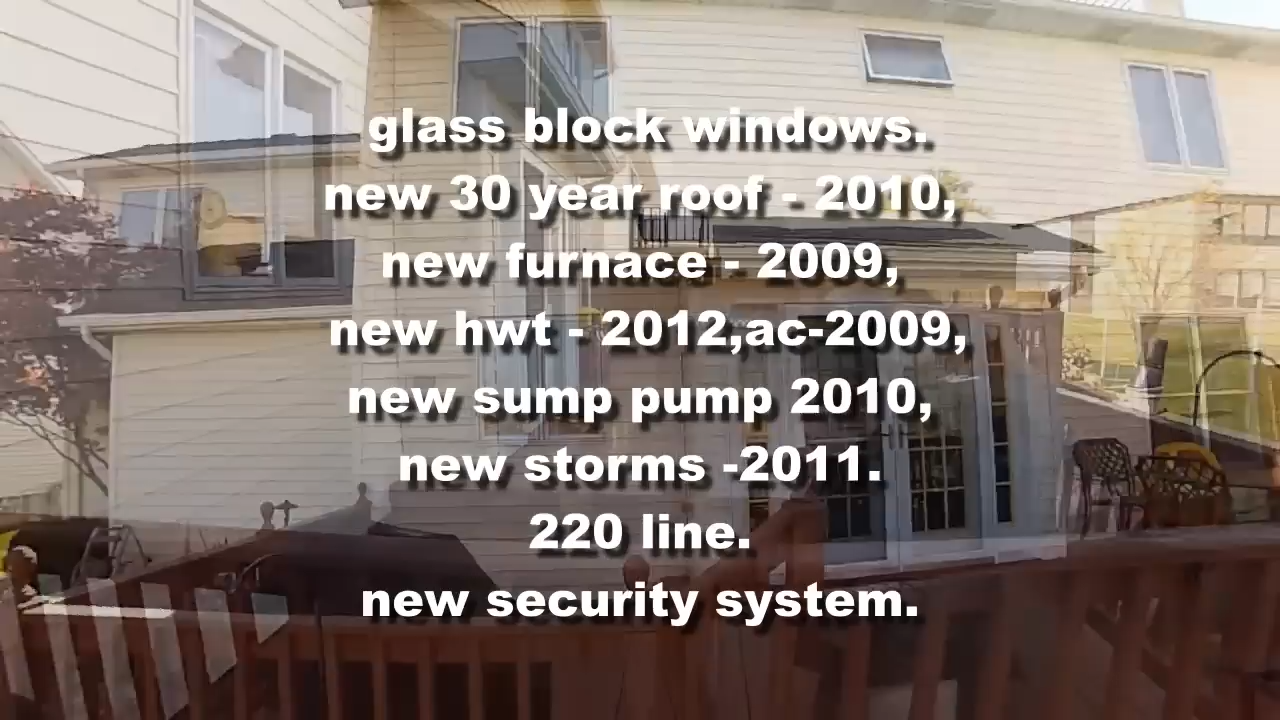 glass block windows.
new 30 year roof - 2010,
new furnace - 2009,
new hwt - 2012,ac-2009,
new sump pump 2010,
new storms -2011.
220 line.
new security system.